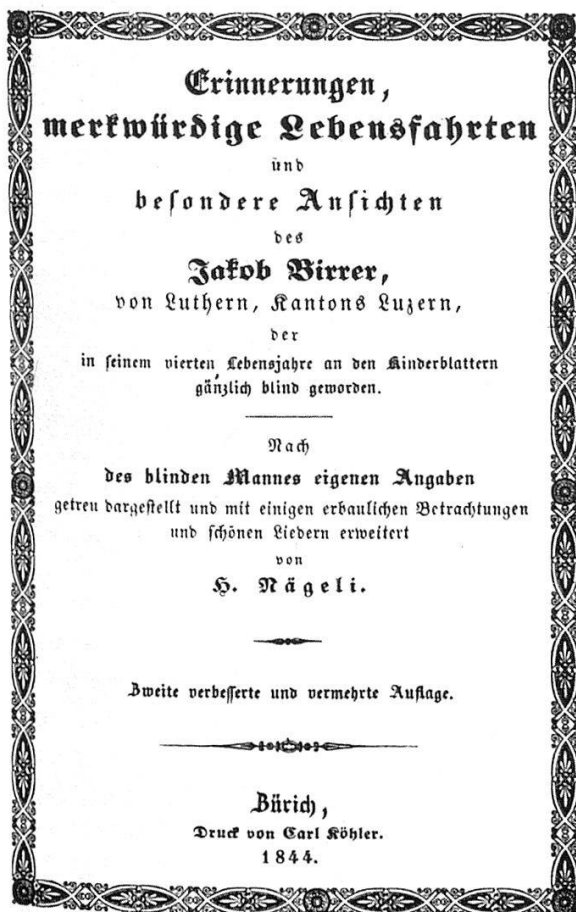 Erinnerungen,
merkwürdige Lebensfahrten
und
besondere Ansichten
des
Jakob Birrer,
von Luthern, Kantons Luzern,
der
in seinem vierten Lebensjahre an den Kinderblattern
gänzlich blind geworden.
Nach
des blinden Mannes eigenen Angaben
getreu dargestellt und mit einigen erbaulichen Betrachtungen
und schönen Liedern erweitert
von
H. Nägeli.
Zweite verbesserte und vermehrte Auflage.
Zürich,
Druck von Carl Köhler.
1844.